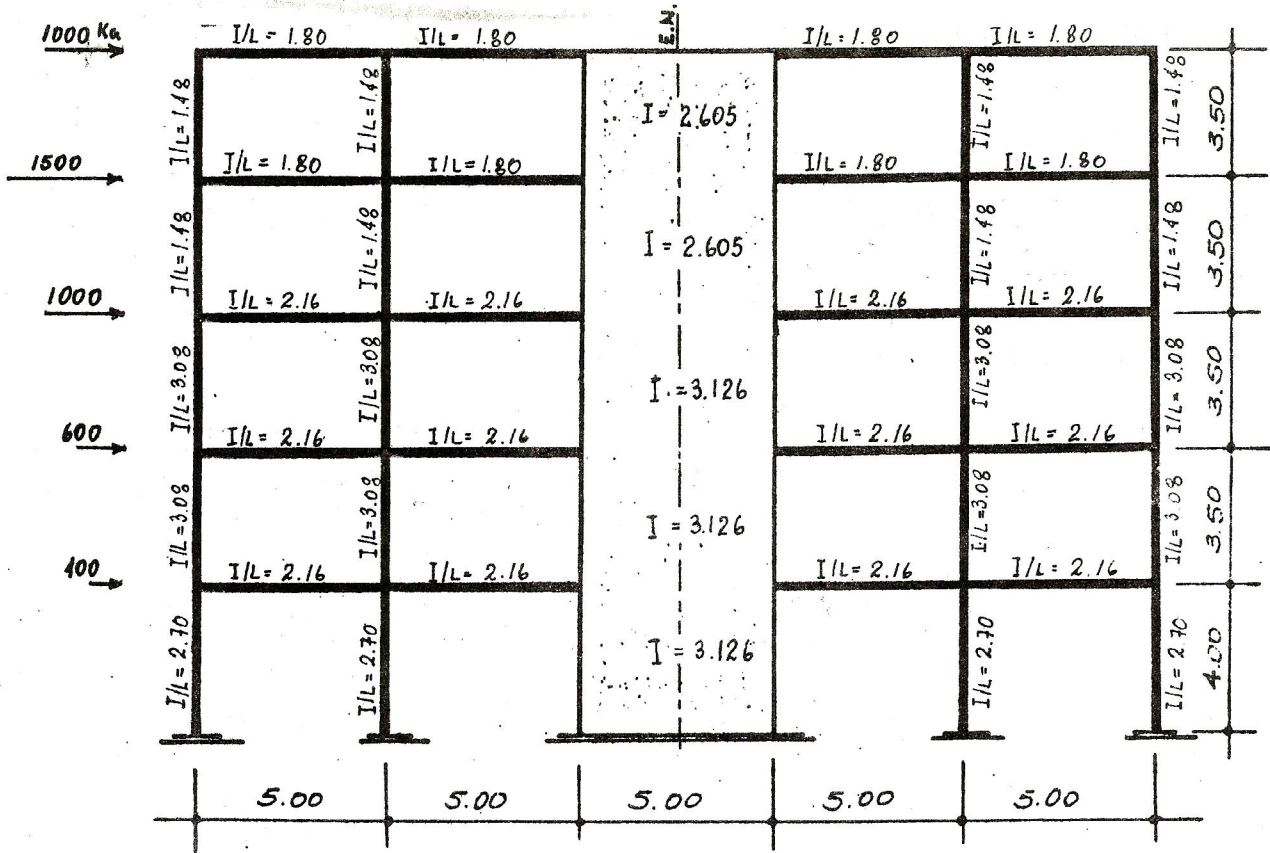 1000 Kg I/L = 1.80 I/L = 1.80 E.N. I/L = 1.80 I/L = 1.80
I/L = 1.48 I/L = 1.48 I = 2.605 I/L = 1.48 I/L = 1.48 3.50
1500 I/L = 1.80 I/L = 1.80 I/L = 1.80 I/L = 1.80
I/L = 1.48 I/L = 1.48 I = 2.605 I/L = 1.48 I/L = 1.48 3.50
1000 I/L = 2.16 I/L = 2.16 I/L = 2.16 I/L = 2.16
I/L = 3.08 I/L = 3.08 I = 3.126 I/L = 3.08 I/L = 3.08 3.50
600 I/L = 2.16 I/L = 2.16 I/L = 2.16 I/L = 2.16
I/L = 3.08 I/L = 3.08 I = 3.126 I/L = 3.08 I/L = 3.08 3.50
400 I/L = 2.16 I/L = 2.16 I/L = 2.16 I/L = 2.16
I/L = 2.70 I/L = 2.70 I = 3.126 I/L = 2.70 I/L = 2.70 4.00
5.00 5.00 5.00 5.00 5.00